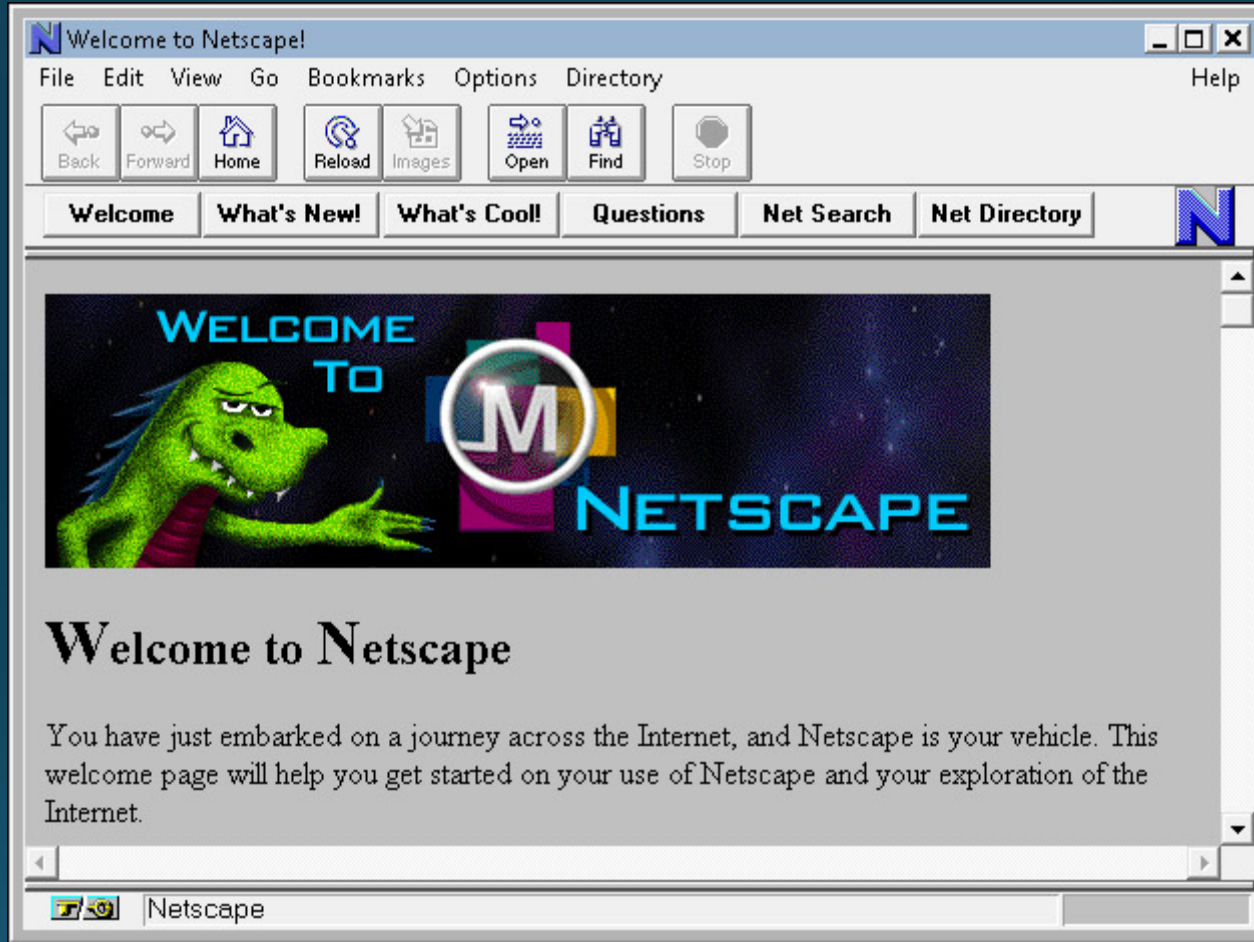 Welcome to Netscape!
File Edit View Go Bookmarks Options Directory Help
Back Forward Home Reload Images Open Find Stop
Welcome What's New! What's Cool! Questions Net Search Net Directory N
WELCOME
TO
M
NETSCAPE
Welcome to Netscape
You have just embarked on a journey across the Internet, and Netscape is your vehicle. This
welcome page will help you get started on your use of Netscape and your exploration of the
Internet.
Netscape